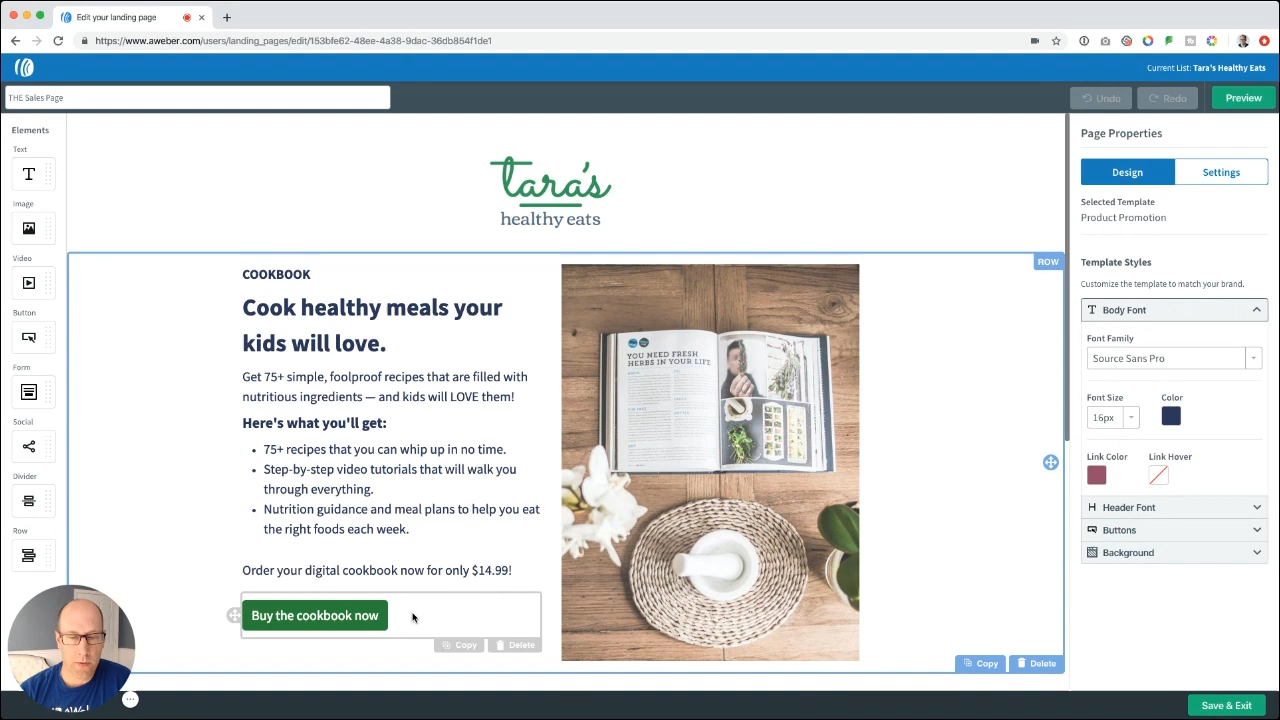 Edit your landing page
https://www.aweber.com/users/landing_pages/edit/153bfe62-48ee-4a38-9dac-36db854f1de1
Current List: Tara's Healthy Eats
THE Sales Page
Undo
Redo
Preview
Elements
Text
Image
Video
Button
Form
Social
Divider
Row
tara's
healthy eats
ROW
COOKBOOK
Cook healthy meals your
kids will love.
Get 75+ simple, foolproof recipes that are filled with
nutritious ingredients — and kids will LOVE them!
Here's what you'll get:
• 75+ recipes that you can whip up in no time.
• Step-by-step video tutorials that will walk you
through everything.
• Nutrition guidance and meal plans to help you eat
the right foods each week.
Order your digital cookbook now for only $14.99!
Buy the cookbook now
Copy
Delete
YOU NEED FRESH
HERBS IN YOUR LIFE
Copy
Delete
Page Properties
Design
Settings
Selected Template
Product Promotion
Template Styles
Customize the template to match your brand.
Body Font
Font Family
Source Sans Pro
Font Size
Color
16px
Link Color
Link Hover
Header Font
Buttons
Background
Save & Exit